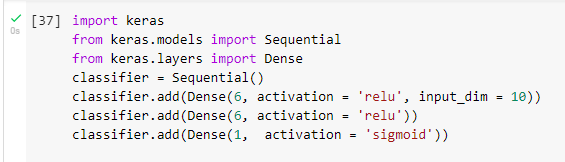 [37] import keras
0s
from keras.models import Sequential
from keras.layers import Dense
classifier = Sequential()
classifier.add(Dense(6, activation = 'relu', input_dim = 10))
classifier.add(Dense(6, activation = 'relu'))
classifier.add(Dense(1,  activation = 'sigmoid'))